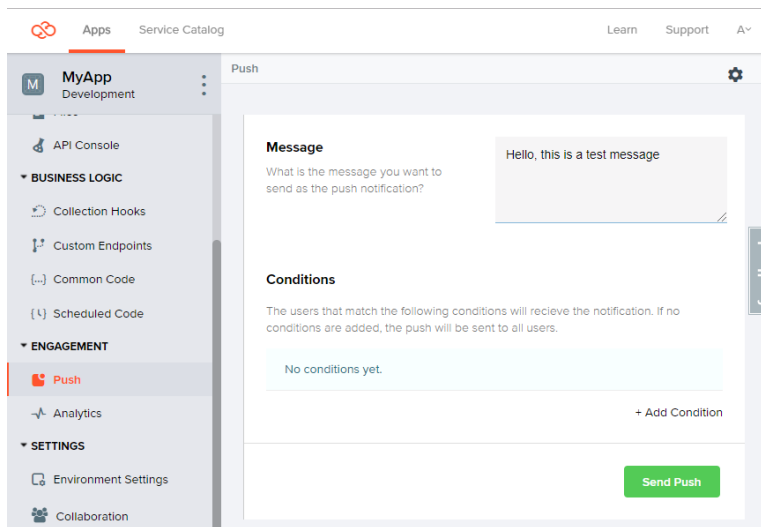 Apps Service Catalog Learn Support A
M MyApp
Development
Push
API Console
BUSINESS LOGIC
Collection Hooks
Custom Endpoints
{...} Common Code
Scheduled Code
ENGAGEMENT
Push
Analytics
SETTINGS
Environment Settings
Collaboration
Message
What is the message you want to
send as the push notification?
Hello, this is a test message
Conditions
The users that match the following conditions will recieve the notification. If no
conditions are added, the push will be sent to all users.
No conditions yet.
+ Add Condition
Send Push